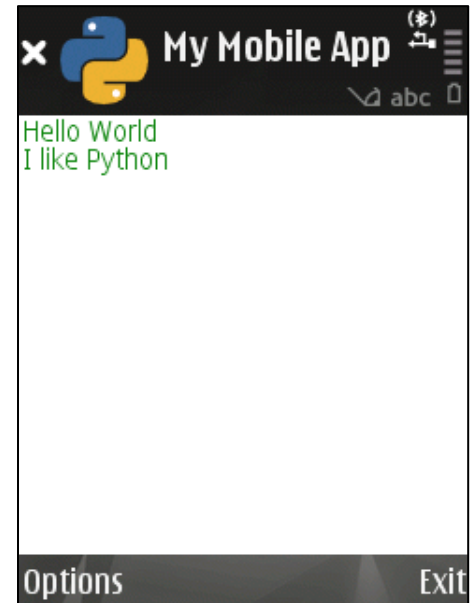 My Mobile App
abc
Hello World
I like Python
Options
Exit